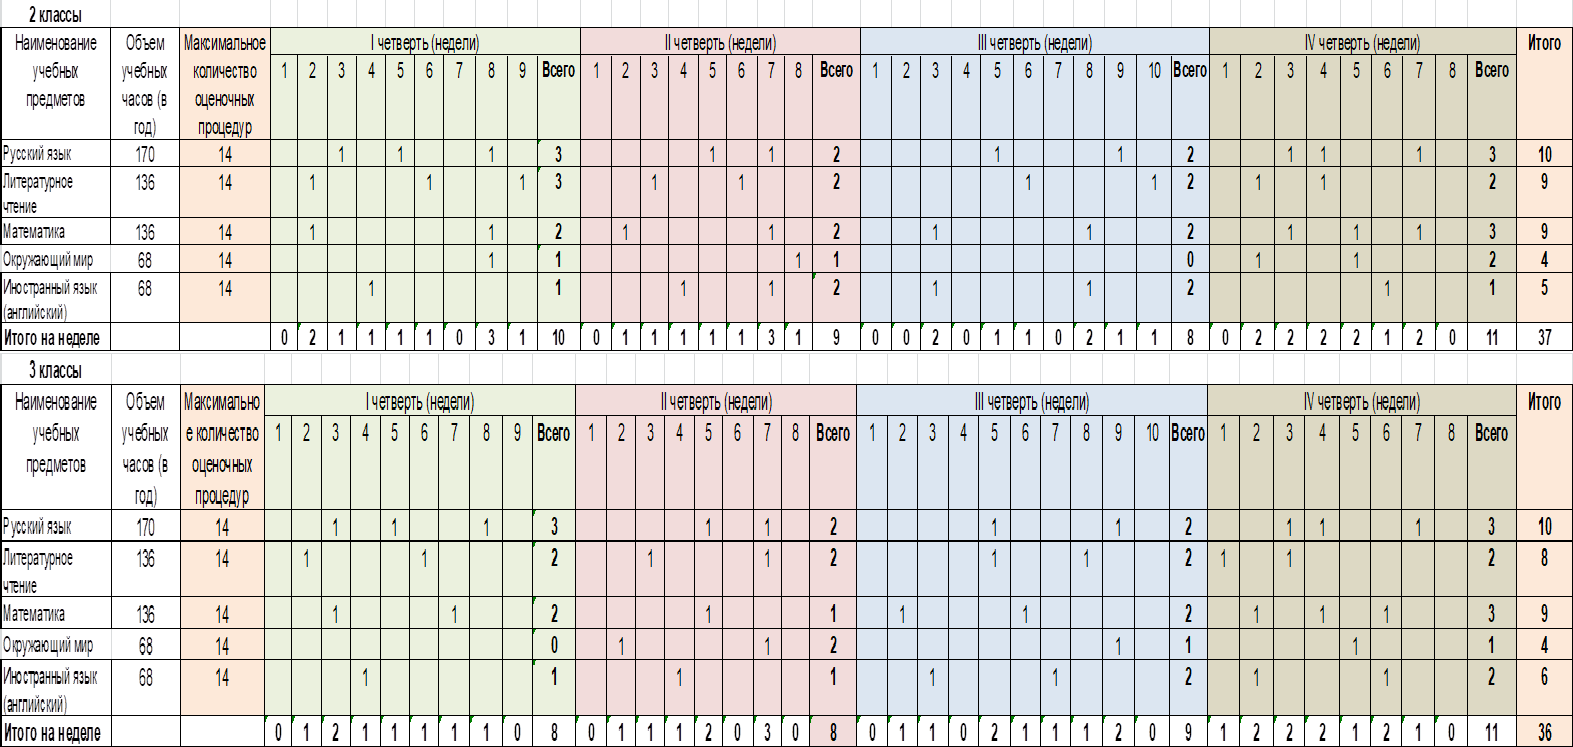 2 классы
Наименование учебных предметов Объем учебных часов (в год) Максимальное количество оценочных процедур I четверть (недели) II четверть (недели) III четверть (недели) IV четверть (недели) Итого
1 2 3 4 5 6 7 8 9 Всего 1 2 3 4 5 6 7 8 Всего 1 2 3 4 5 6 7 8 9 10 Всего 1 2 3 4 5 6 7 8 Всего
Русский язык 170 14 1 1 1 3 1 1 2 1 1 2 1 1 1 3 10
Литературное чтение 136 14 1 1 1 3 1 1 2 1 1 2 1 1 2 9
Математика 136 14 1 1 2 1 1 2 1 1 2 1 1 1 3 9
Окружающий мир 68 14 1 1 1 1 0 1 1 2 4
Иностранный язык (английский) 68 14 1 1 1 1 2 1 1 2 1 1 5
Итого на неделе 0 2 1 1 1 1 0 3 1 10 0 1 1 1 1 1 3 1 9 0 0 2 0 1 1 0 2 1 1 8 0 2 2 2 2 1 2 0 11 37
3 классы
Наименование учебных предметов Объем учебных часов (в год) Максимально е количество оценочных процедур I четверть (недели) II четверть (недели) III четверть (недели) IV четверть (недели) Итого
1 2 3 4 5 6 7 8 9 Всего 1 2 3 4 5 6 7 8 Всего 1 2 3 4 5 6 7 8 9 10 Всего 1 2 3 4 5 6 7 8 Всего
Русский язык 170 14 1 1 1 3 1 1 2 1 1 2 1 1 1 3 10
Литературное чтение 136 14 1 1 2 1 1 2 1 1 2 1 1 2 8
Математика 136 14 1 1 2 1 1 1 1 2 1 1 1 3 9
Окружающий мир 68 14 0 1 1 2 1 1 1 1 4
Иностранный язык (английский) 68 14 1 1 1 1 1 1 2 1 1 2 6
Итого на неделе 0 1 2 1 1 1 1 1 0 8 0 1 1 1 2 0 3 0 8 0 1 1 0 2 1 1 1 2 0 9 1 2 2 2 1 2 1 0 11 36